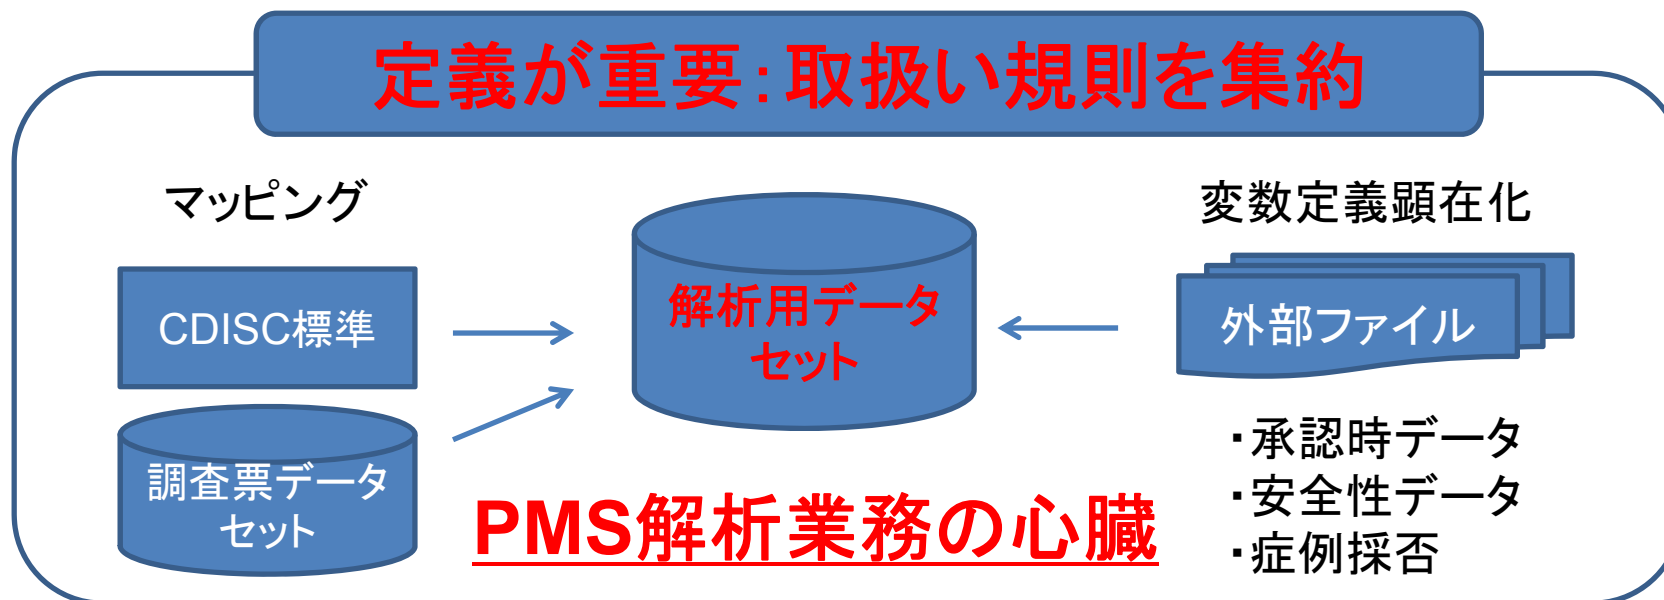 定義が重要：取扱い規則を集約
マッピング
CDISC標準
調査票データ
セット
解析用データ
セット
PMS解析業務の心臓
変数定義顕在化
外部ファイル
・承認時データ
・安全性データ
・症例採否